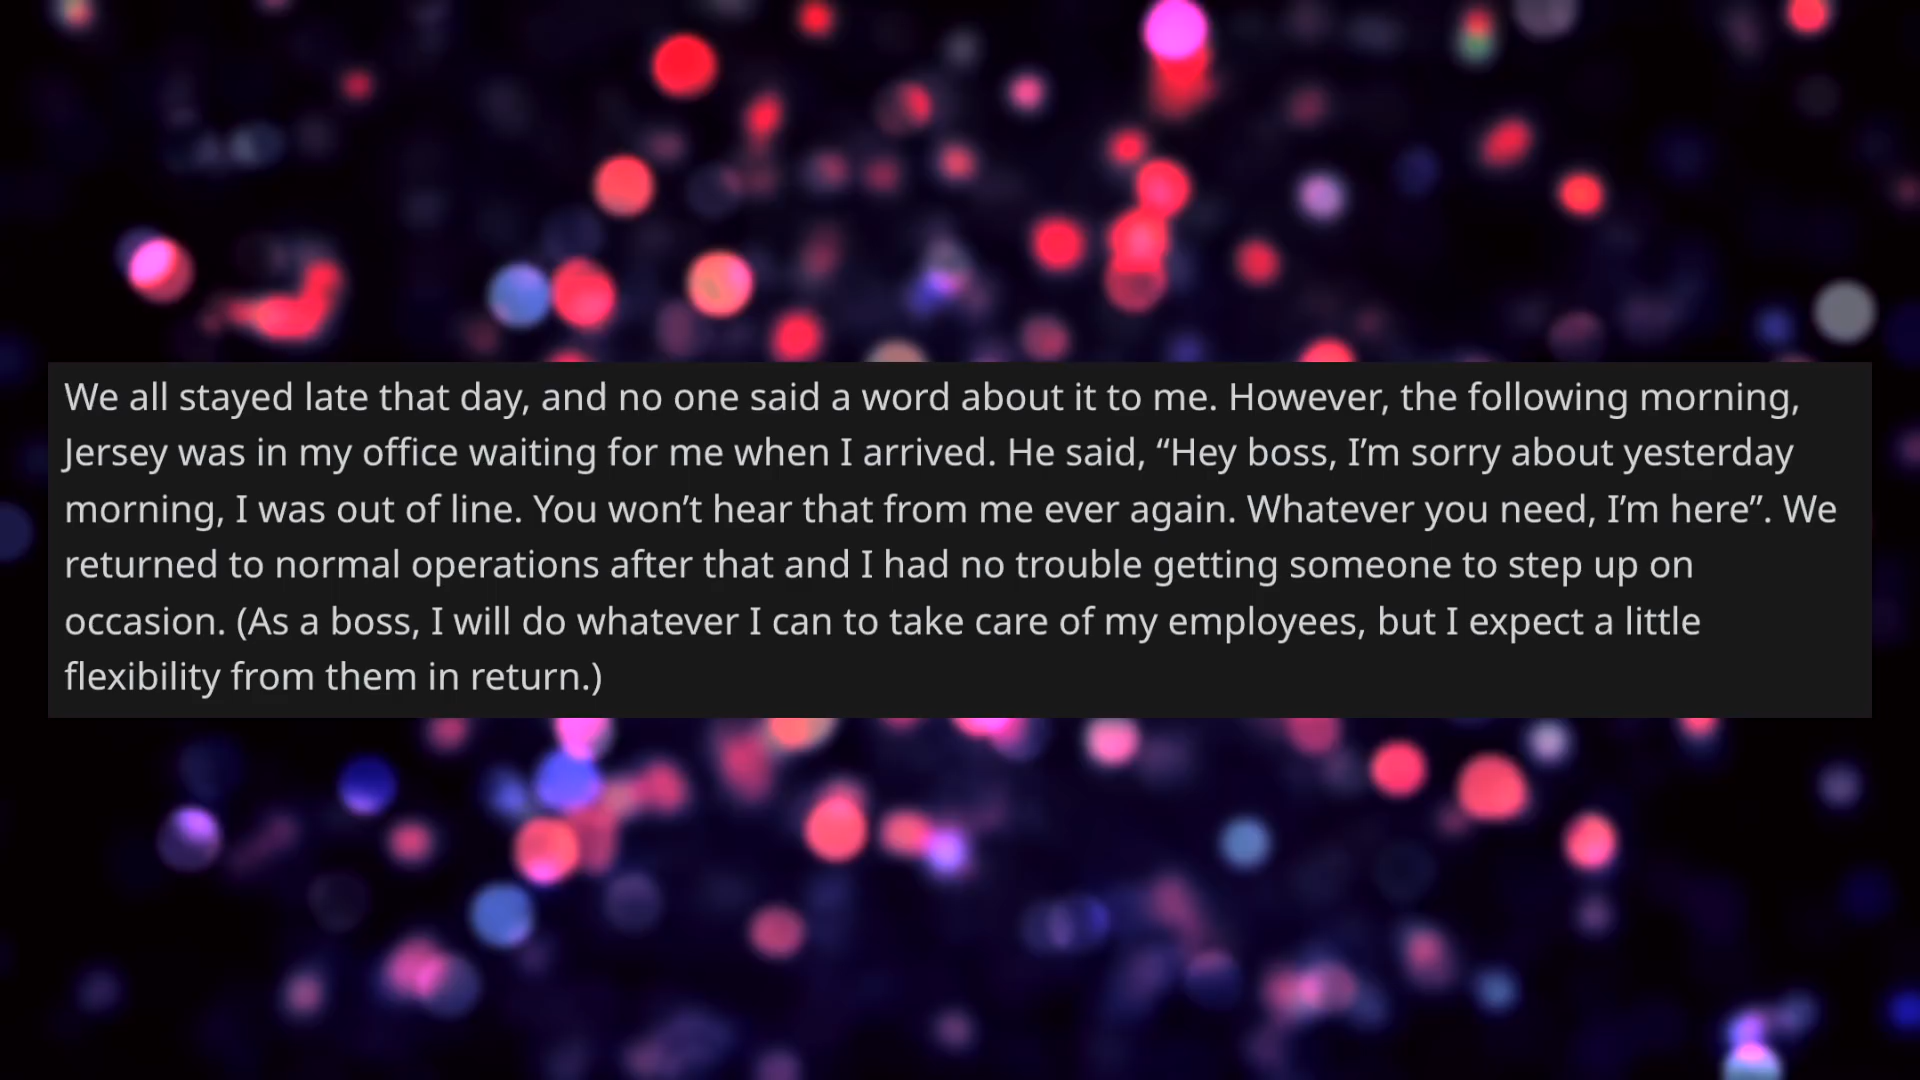 We all stayed late that day, and no one said a word about it to me. However, the following morning,
Jersey was in my office waiting for me when I arrived. He said, “Hey boss, I’m sorry about yesterday
morning, I was out of line. You won’t hear that from me ever again. Whatever you need, I’m here”. We
returned to normal operations after that and I had no trouble getting someone to step up on
occasion. (As a boss, I will do whatever I can to take care of my employees, but I expect a little
flexibility from them in return.)